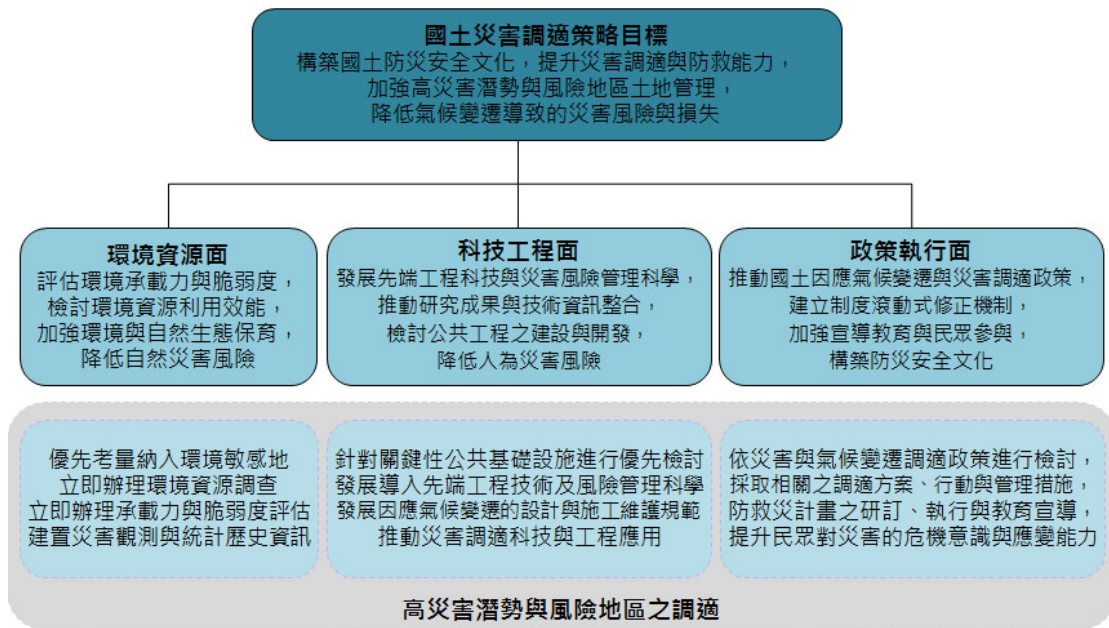 國土災害調適策略目標
構築國土防災安全文化，提升災害調適與防救能力，
加強高災害潛勢與風險地區土地管理，
降低氣候變遷導致的災害風險與損失
環境資源面
評估環境承載力與脆弱度，
檢討環境資源利用效能，
加強環境與自然生態保育，
降低自然災害風險
科技工程面
發展先端工程科技與災害風險管理科學，
推動研究成果與技術資訊整合，
檢討公共工程之建設與開發，
降低人為災害風險
政策執行面
推動國土因應氣候變遷與災害調適政策，
建立制度滾動式修正機制，
加強宣導教育與民眾參與，
構築防災安全文化
優先考量納入環境敏感地
立即辦理環境資源調查
立即辦理承載力與脆弱度評估
建置災害觀測與統計歷史資訊
針對關鍵性公共基礎設施進行優先檢討
發展導入先端工程技術及風險管理科學
發展因應氣候變遷的設計與施工維護規範
推動災害調適科技與工程應用
依災害與氣候變遷調適政策進行檢討，
採取相關之調適方案、行動與管理措施，
防救災計畫之研訂、執行與教育宣導，
提升民眾對災害的危機意識與應變能力
高災害潛勢與風險地區之調適